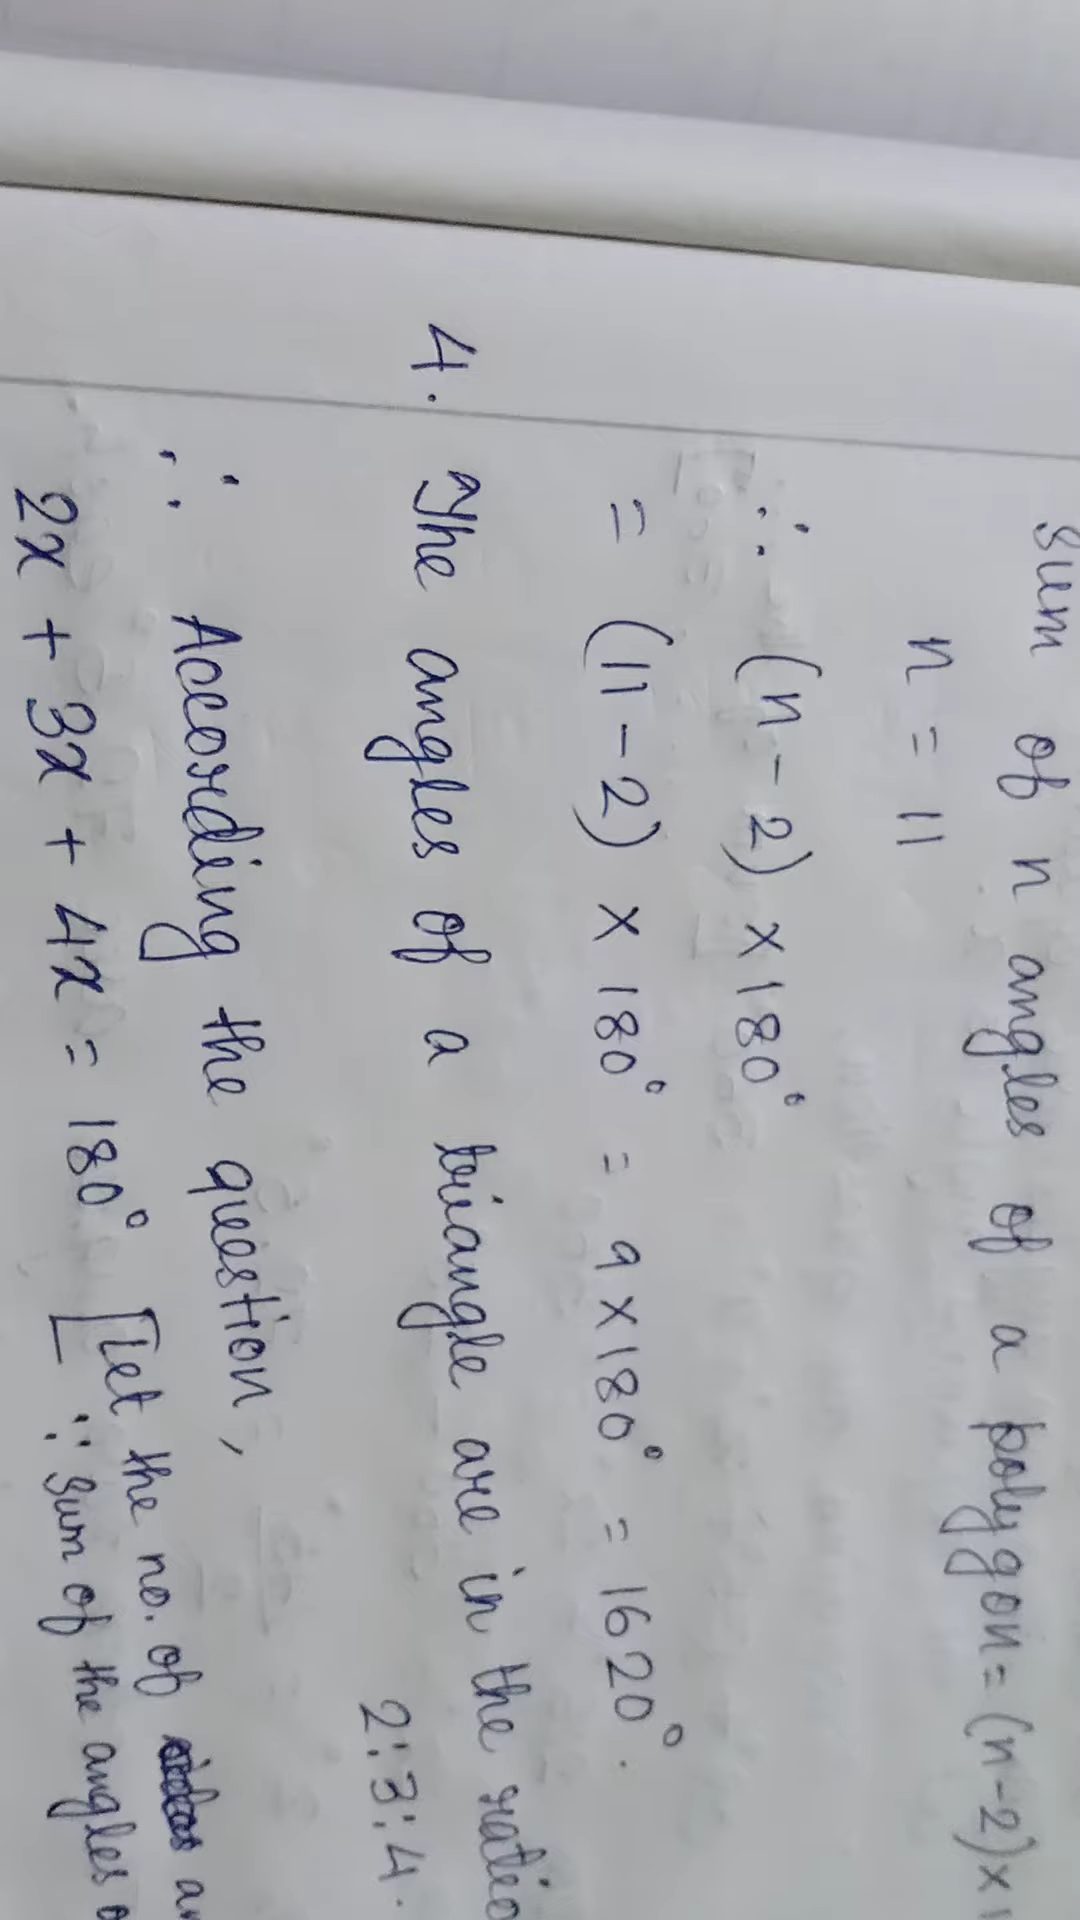 sum of n angles of a polygon = (n-2)×1
n = 11
∴ (n-2) × 180°
= (11-2) × 180° = 9 × 180° = 1620°.
4. The angles of a triangle are in the ratio
2:3:4.
∴ According the question,
2x + 3x + 4x = 180° [Let the no. of
∵ sum of the angles